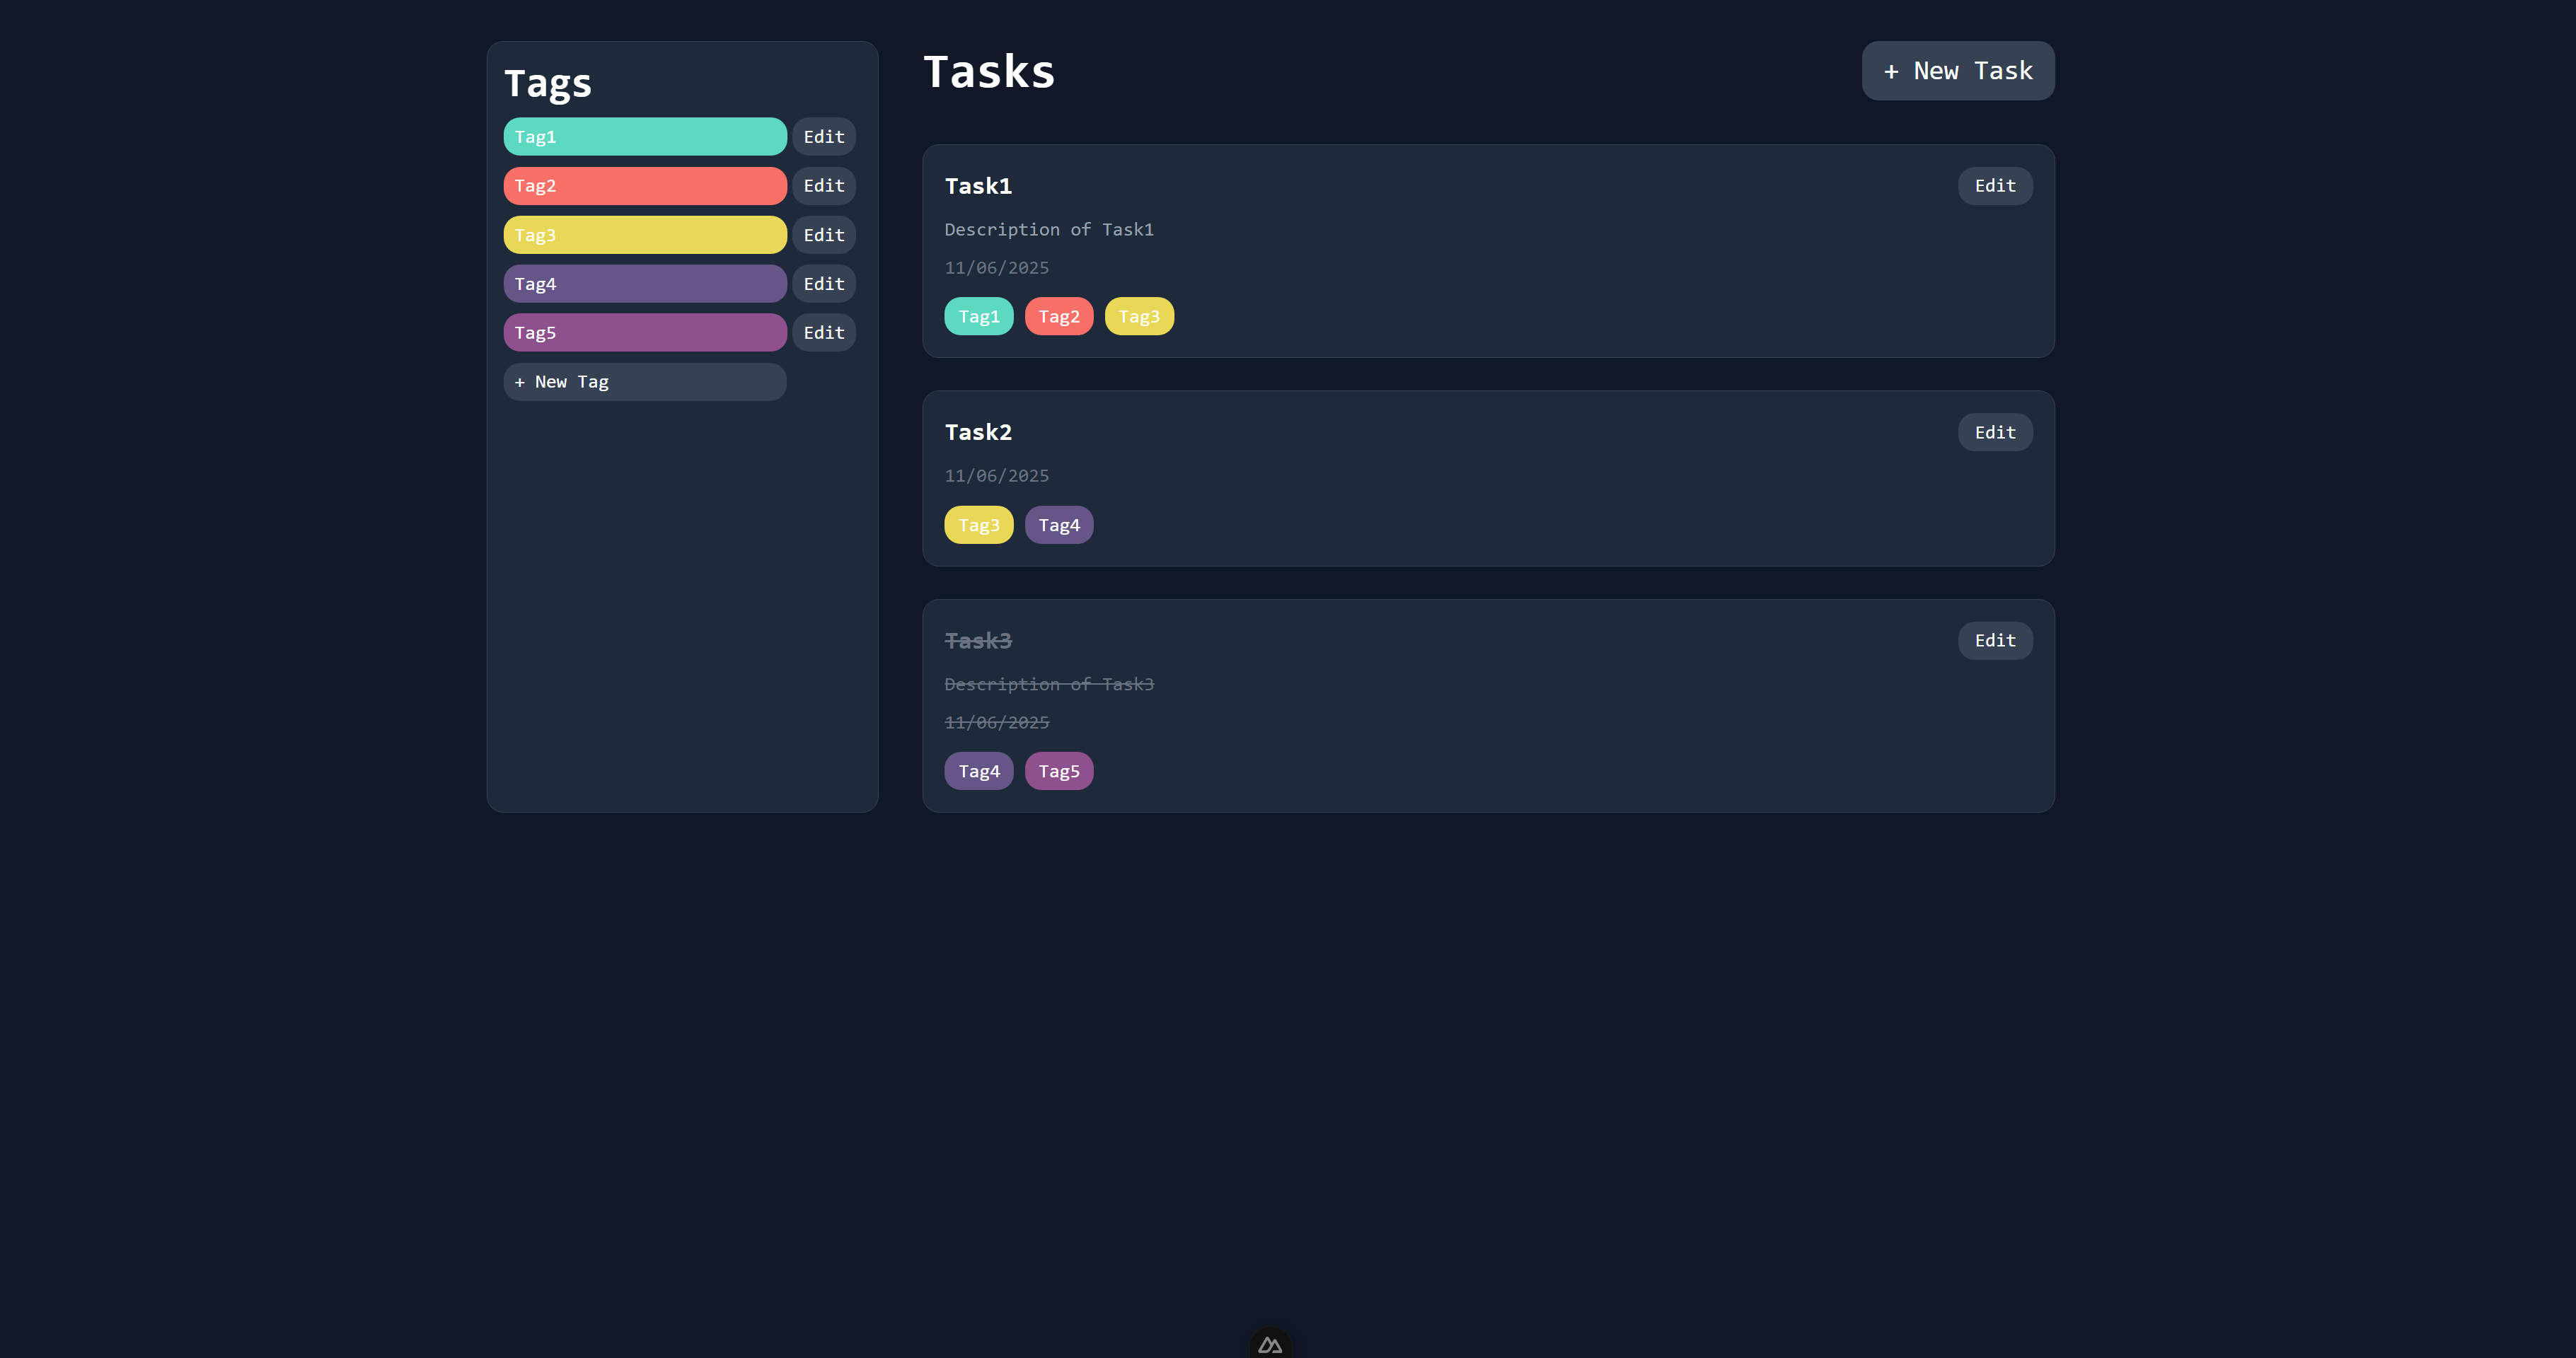 Tags
Tag1 Edit
Tag2 Edit
Tag3 Edit
Tag4 Edit
Tag5 Edit
+ New Tag
Tasks
+ New Task
Task1 Edit
Description of Task1
11/06/2025
Tag1 Tag2 Tag3
Task2 Edit
11/06/2025
Tag3 Tag4
Task3 Edit
Description of Task3
11/06/2025
Tag4 Tag5